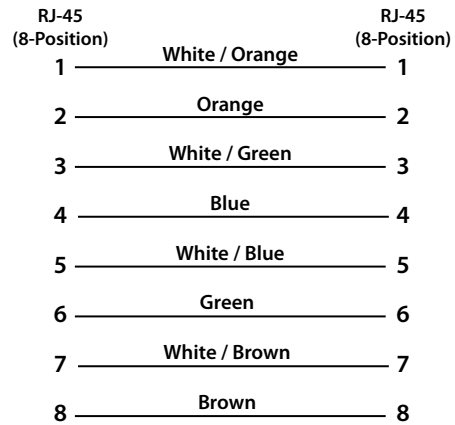 RJ-45 RJ-45
(8-Position) (8-Position)
White / Orange
1 1
Orange
2 2
White / Green
3 3
Blue
4 4
White / Blue
5 5
Green
6 6
White / Brown
7 7
Brown
8 8